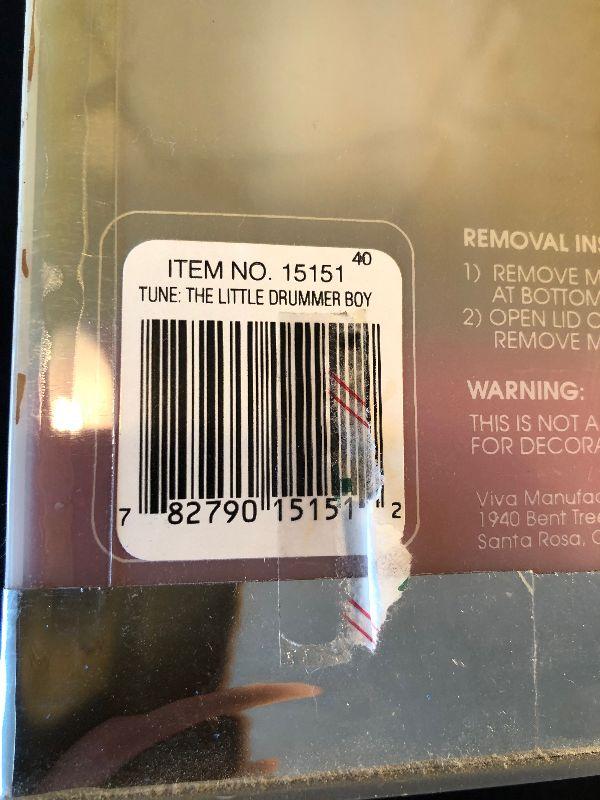 ITEM NO. 15151 40
TUNE: THE LITTLE DRUMMER BOY
7 82790 15151 2
REMOVAL INS
1) REMOVE M
AT BOTTOM
2) OPEN LID O
REMOVE M
WARNING:
THIS IS NOT A
FOR DECORA
Viva Manufac
1940 Bent Tree
Santa Rosa, C